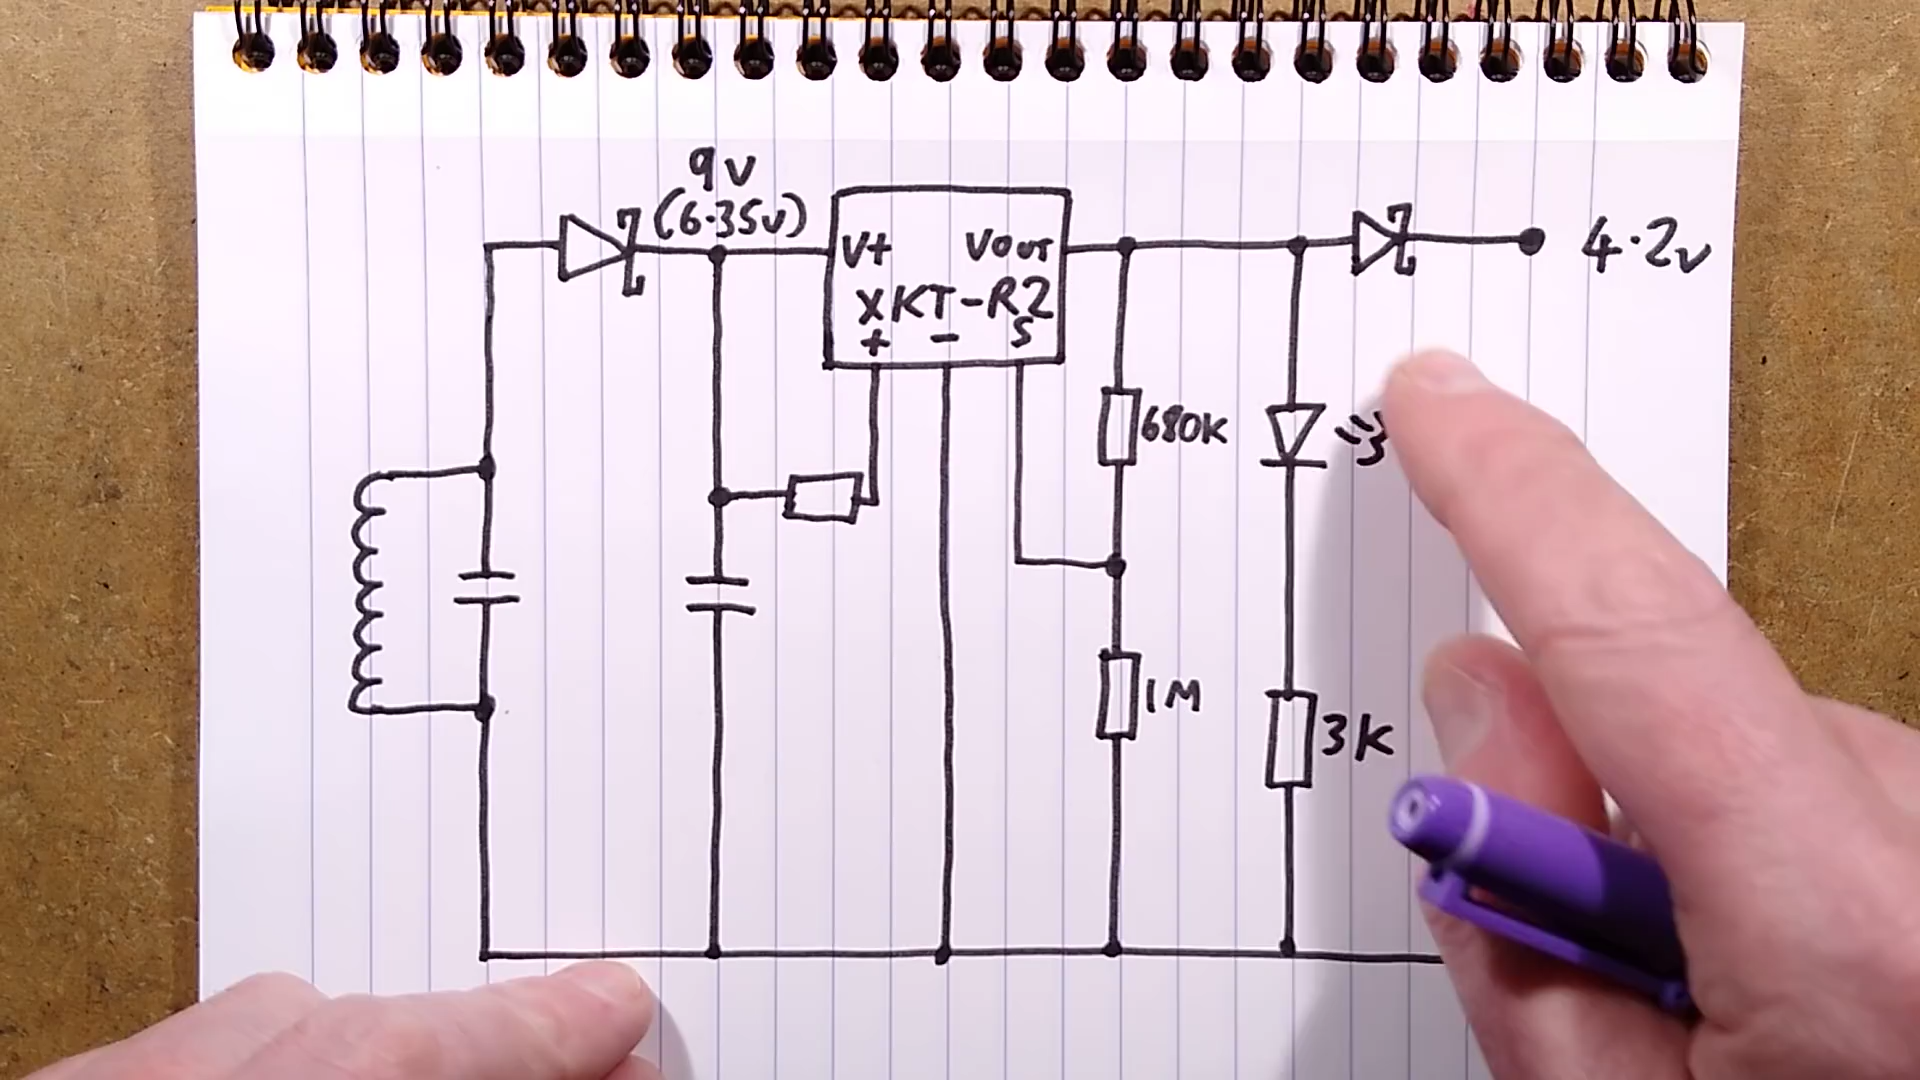 9v
(6.35v)
V+ VOUT
XKT-R2
+ - S
4.2v
680K
1M
3K